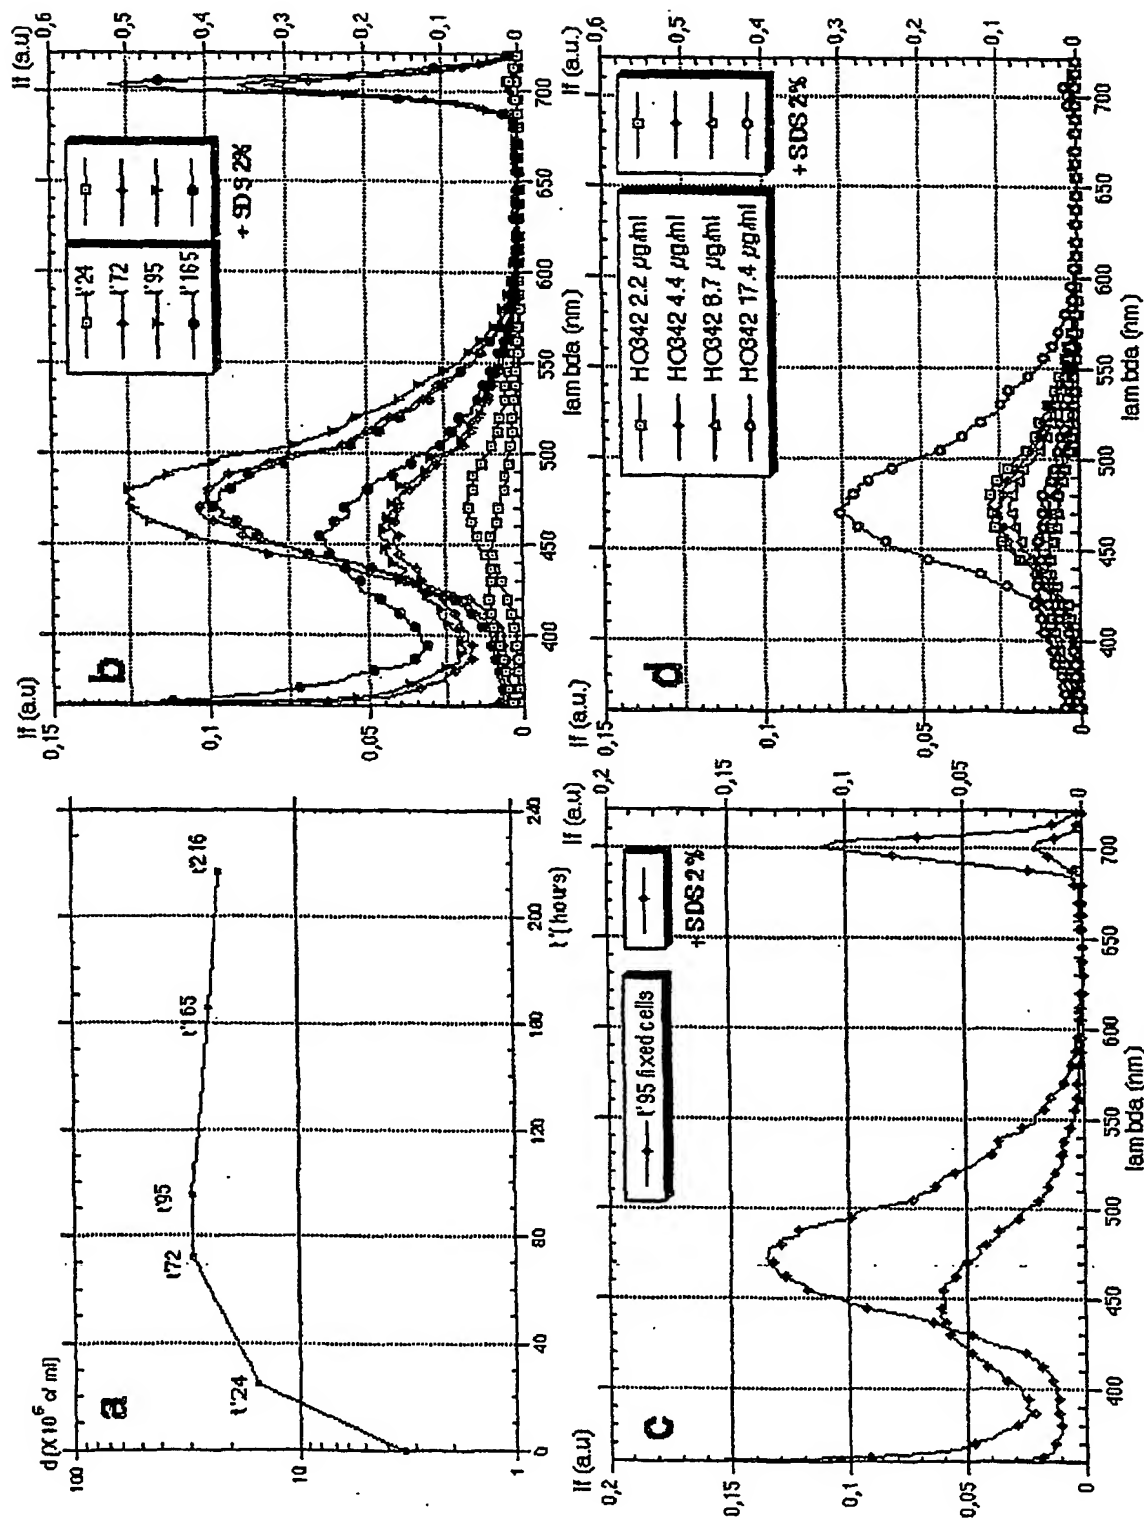 a
d (X10⁶ c/ml)
100
10
1
t'24
t'72
t'95
t'165
t'216
0 40 80 120 160 200 240
t' (hours)
b
If (a.u)
0,15
0,1
0,05
0
If (a.u)
0,6
0,5
0,4
0,3
0,2
0,1
0
t'24
t'72
t'95
t'165
+ SDS 2%
400 450 500 550 600 650 700
lambda (nm)
c
If (a.u)
0,2
0,15
0,1
0,05
0
If (a.u)
0,2
0,15
0,1
0,05
0
t'95 fixed cells
+SDS 2%
400 450 500 550 600 650 700
lambda (nm)
d
If (a.u.)
0,15
0,1
0,05
0
If (a.u.)
0,6
0,5
0,4
0,3
0,2
0,1
0
HO342 2.2 µg/ml
HO342 4.4 µg/ml
HO342 8.7 µg/ml
HO342 17.4 µg/ml
+ SDS 2%
400 450 500 550 600 650 700
lambda (nm)